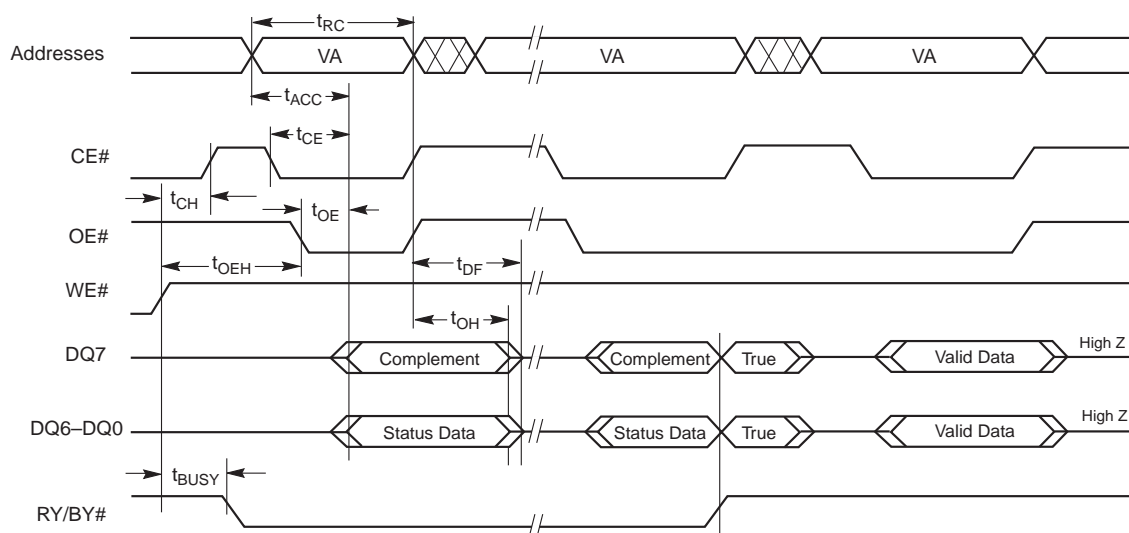 tRC
Addresses VA VA VA
tACC
tCE
CE#
tCH
tOE
OE#
tOEH
tDF
WE#
tOH
DQ7 Complement Complement True Valid Data High Z
DQ6–DQ0 Status Data Status Data True Valid Data High Z
tBUSY
RY/BY#